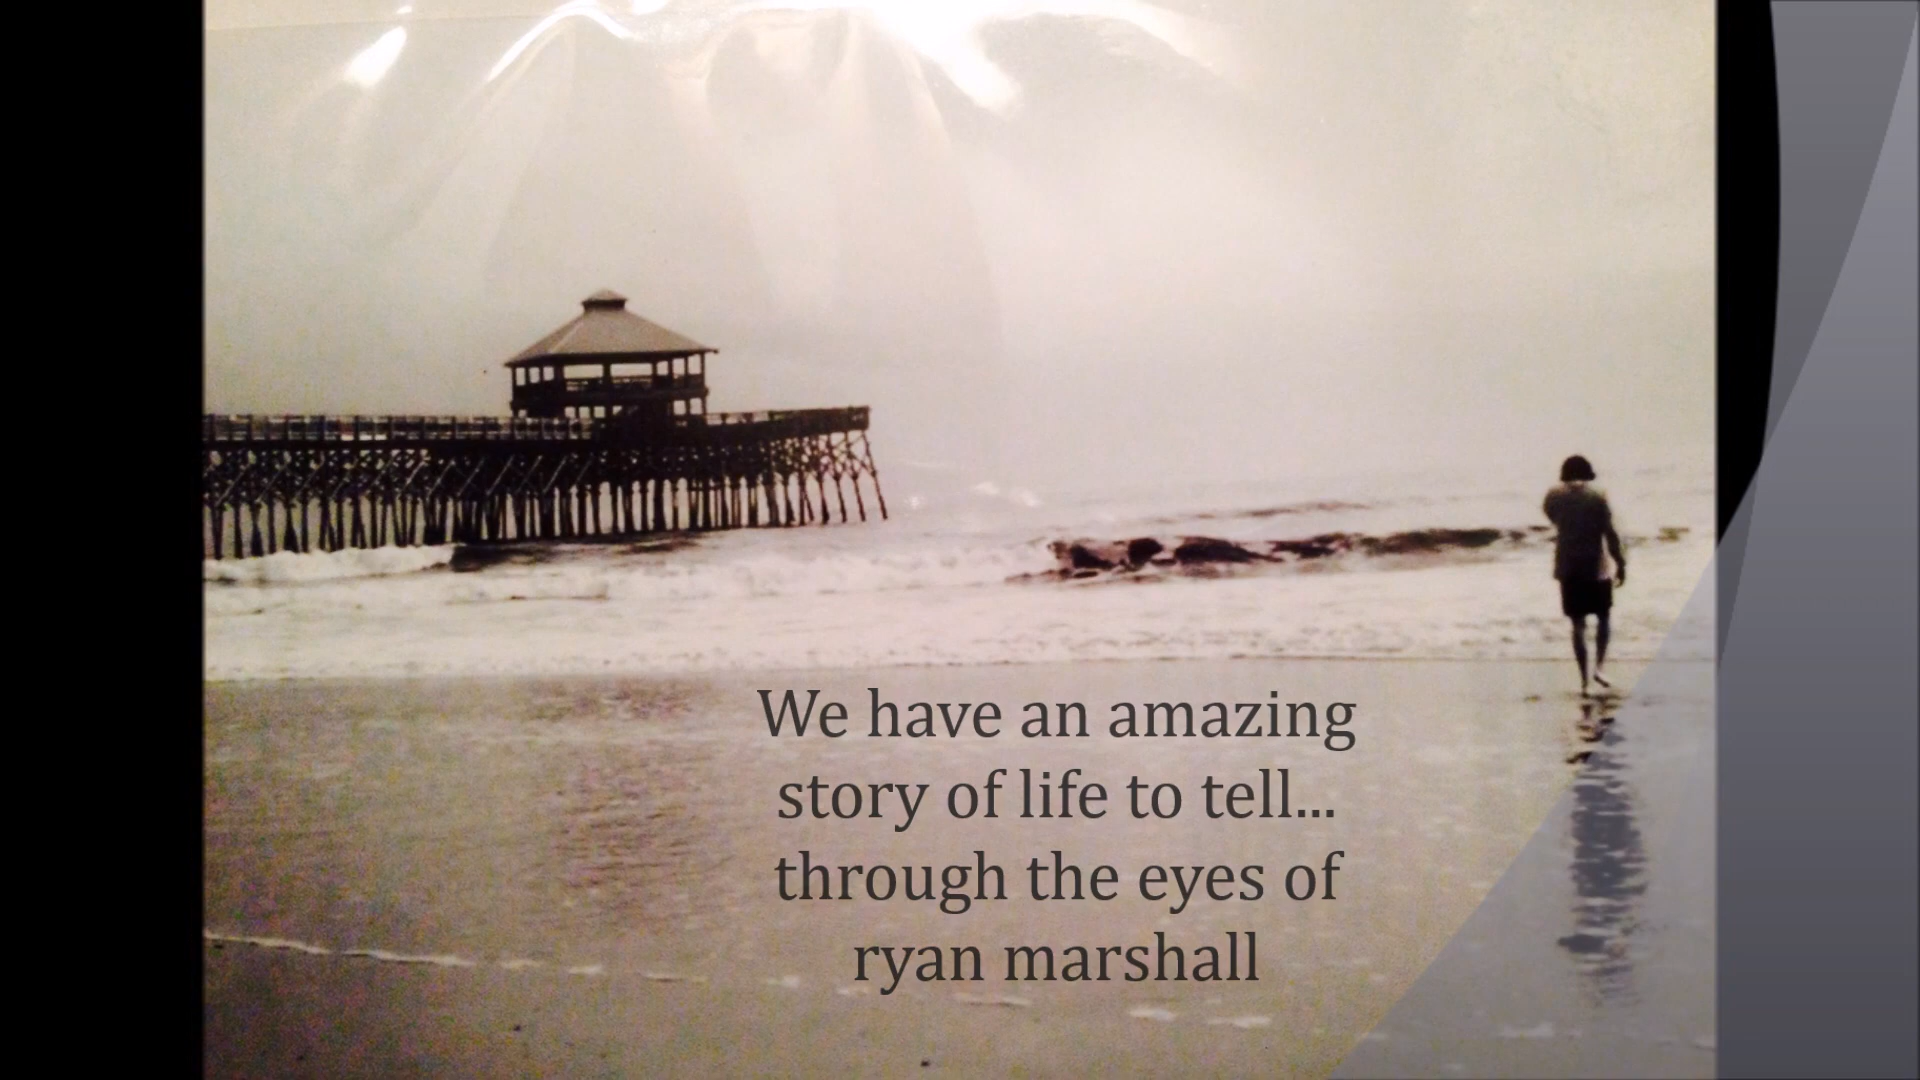 We have an amazing
story of life to tell...
through the eyes of
ryan marshall